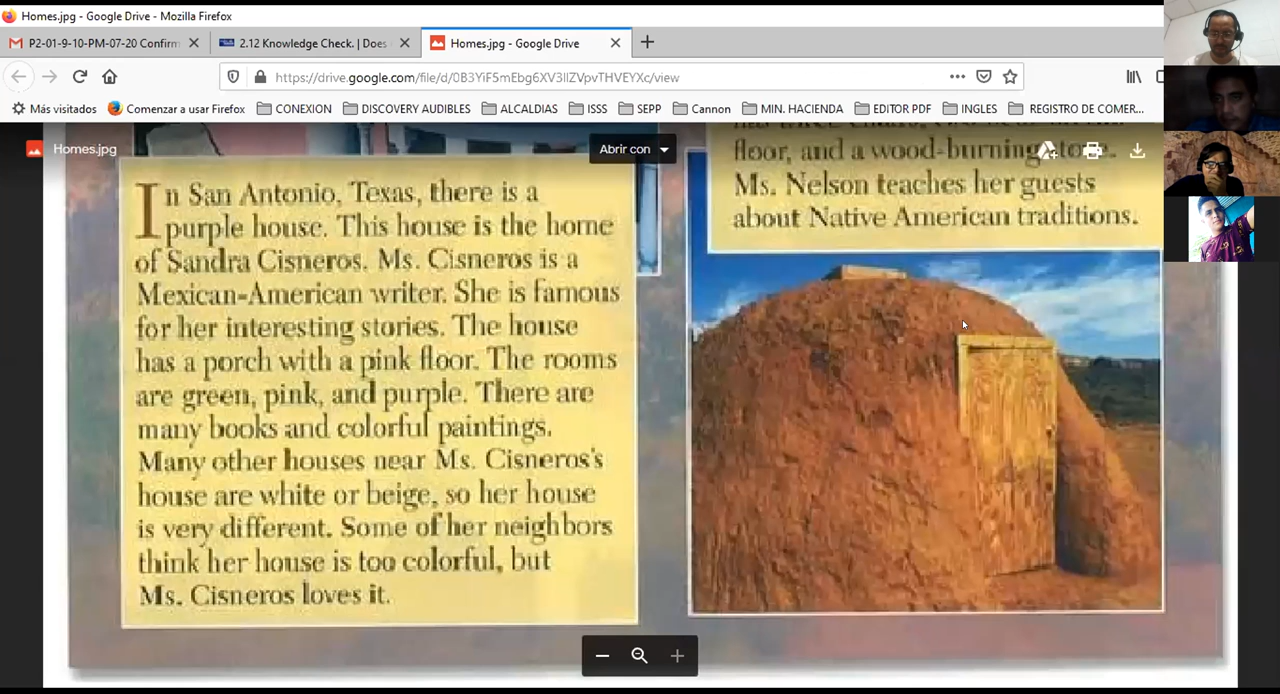 Homes.jpg - Google Drive - Mozilla Firefox
P2-01-9-10-PM-07-20 Confirm
2.12 Knowledge Check. | Does
Homes.jpg - Google Drive
https://drive.google.com/file/d/0B3YiF5mEbg6XV3llZVpvTHVEYXc/view
Más visitados
Comenzar a usar Firefox
CONEXION
DISCOVERY AUDIBLES
ALCALDIAS
ISSS
SEPP
Cannon
MIN. HACIENDA
EDITOR PDF
INGLES
REGISTRO DE COMER...
Homes.jpg
Abrir con
In San Antonio, Texas, there is a
purple house. This house is the home
of Sandra Cisneros. Ms. Cisneros is a
Mexican-American writer. She is famous
for her interesting stories. The house
has a porch with a pink floor. The rooms
are green, pink, and purple. There are
many books and colorful paintings.
Many other houses near Ms. Cisneros's
house are white or beige, so her house
is very different. Some of her neighbors
think her house is too colorful, but
Ms. Cisneros loves it.
floor, and a wood-burning
Ms. Nelson teaches her guests
about Native American traditions.